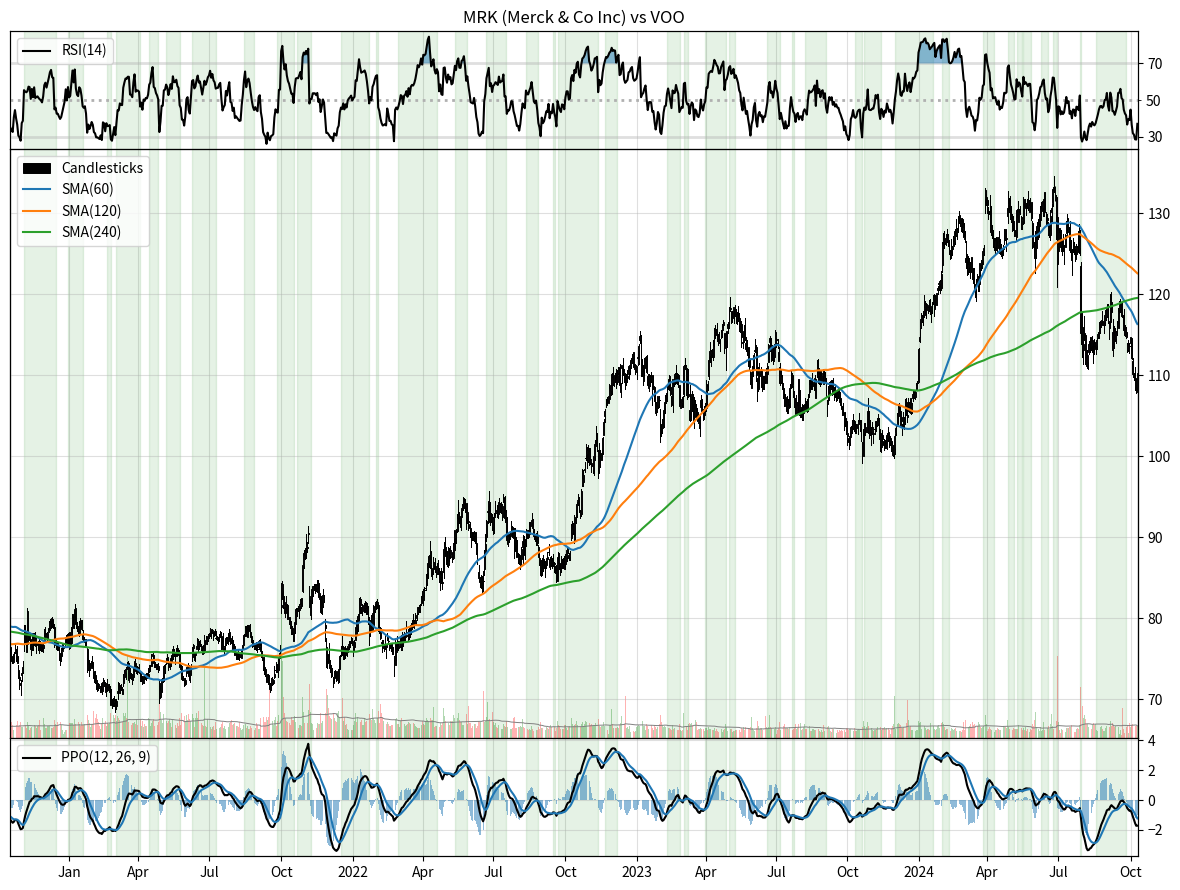 MRK (Merck & Co Inc) vs VOO
RSI(14)
70
50
30
Candlesticks
SMA(60)
SMA(120)
SMA(240)
130
120
110
100
90
80
70
PPO(12, 26, 9)
4
2
0
−2
Jan Apr Jul Oct 2022 Apr Jul Oct 2023 Apr Jul Oct 2024 Apr Jul Oct